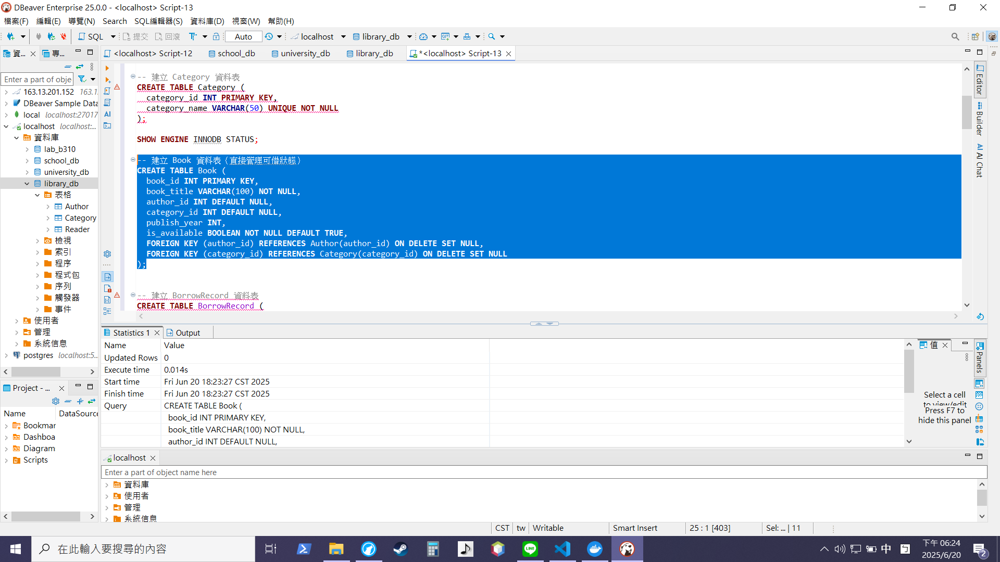 DBeaver Enterprise 25.0.0 - <localhost> Script-13
檔案(F) 編輯(E) 導覽(N) Search SQL編輯器(S) 資料庫(D) 視窗(W) 幫助(H)
SQL 提交 回滾 Auto localhost library_db
資... 專...
<localhost> Script-12 school_db university_db library_db *<localhost> Script-13
Enter a part of obje
163.13.201.152 163.1
DBeaver Sample Data
local localhost:27017
localhost localhost:...
資料庫
lab_b310
school_db
university_db
library_db
表格
Author
Category
Reader
檢視
索引
程序
程式包
序列
觸發器
事件
使用者
管理
系統信息
postgres localhost:5...
-- 建立 Category 資料表
CREATE TABLE Category (
category_id INT PRIMARY KEY,
category_name VARCHAR(50) UNIQUE NOT NULL
);
SHOW ENGINE INNODB STATUS;
-- 建立 Book 資料表（直接管理可借狀態）
CREATE TABLE Book (
book_id INT PRIMARY KEY,
book_title VARCHAR(100) NOT NULL,
author_id INT DEFAULT NULL,
category_id INT DEFAULT NULL,
publish_year INT,
is_available BOOLEAN NOT NULL DEFAULT TRUE,
FOREIGN KEY (author_id) REFERENCES Author(author_id) ON DELETE SET NULL,
FOREIGN KEY (category_id) REFERENCES Category(category_id) ON DELETE SET NULL
);
-- 建立 BorrowRecord 資料表
CREATE TABLE BorrowRecord (
AI
Editor
Builder
AI AI Chat
Statistics 1 Output
Name Value
Updated Rows 0
Execute time 0.014s
Start time Fri Jun 20 18:23:27 CST 2025
Finish time Fri Jun 20 18:23:27 CST 2025
Query CREATE TABLE Book (
book_id INT PRIMARY KEY,
book_title VARCHAR(100) NOT NULL,
author_id INT DEFAULT NULL,
值
Select a cell
to view/edit
Press F7 to
hide this panel
Panels
Project - ...
Name DataSource
Bookmar
Dashboa
Diagram
Scripts
localhost
Enter a part of object name here
資料庫
使用者
管理
系統信息
CST tw Writable Smart Insert 25 : 1 [403] Sel: ... | 11
在此輸入要搜尋的內容
LINE
中
下午 06:24
2025/6/20
2